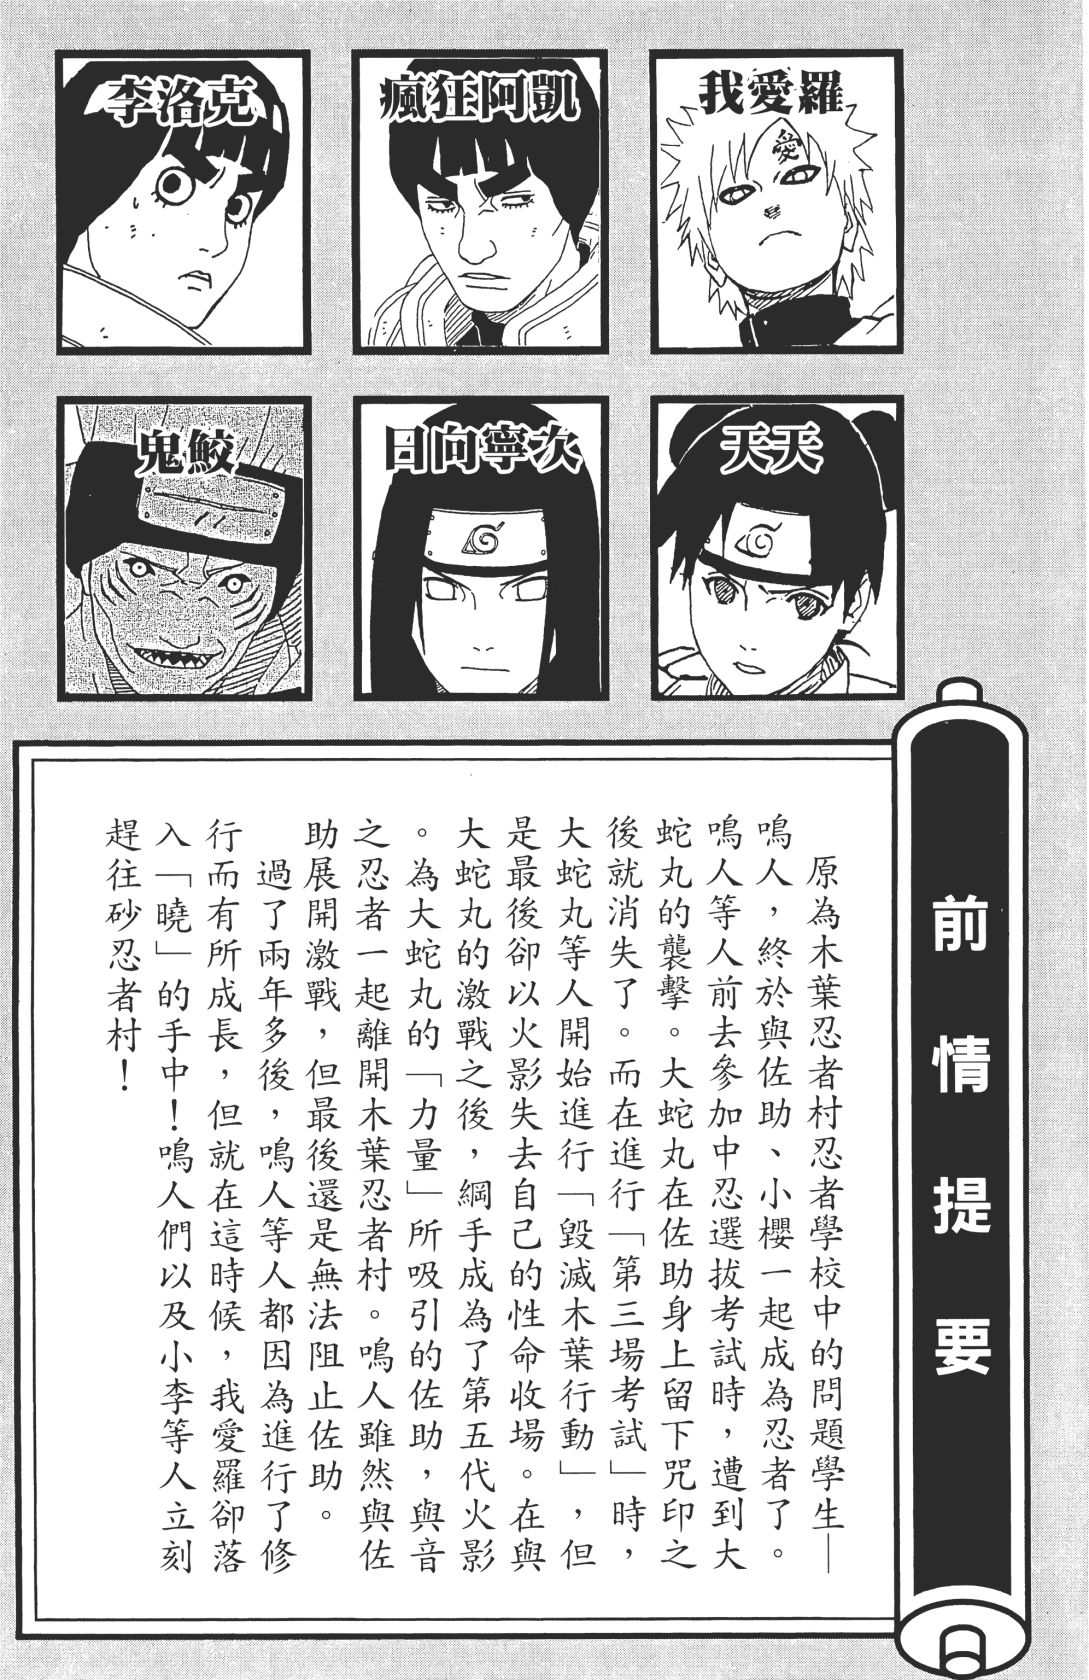 我愛羅
瘋狂阿凱
李洛克
天天
日向寧次
鬼鮫
前情提要
原為木葉忍者村忍者學校中的問題學生—
鳴人，終於與佐助、小櫻一起成為忍者了。
鳴人等人前去參加中忍選拔考試時，遭到大
蛇丸的襲擊。大蛇丸在佐助身上留下咒印之
後就消失了。而在進行「第三場考試」時，
大蛇丸等人開始進行「毀滅木葉行動」，但
是最後卻以火影失去自己的性命收場。在與
大蛇丸的激戰之後，綱手成為了第五代火影
。為大蛇丸的「力量」所吸引的佐助，與音
之忍者一起離開木葉忍者村。鳴人雖然與佐
助展開激戰，但最後還是無法阻止佐助。
過了兩年多後，鳴人等人都因為進行了修
行而有所成長，但就在這時候，我愛羅卻落
入「曉」的手中！鳴人們以及小李等人立刻
趕往砂忍者村！
愛